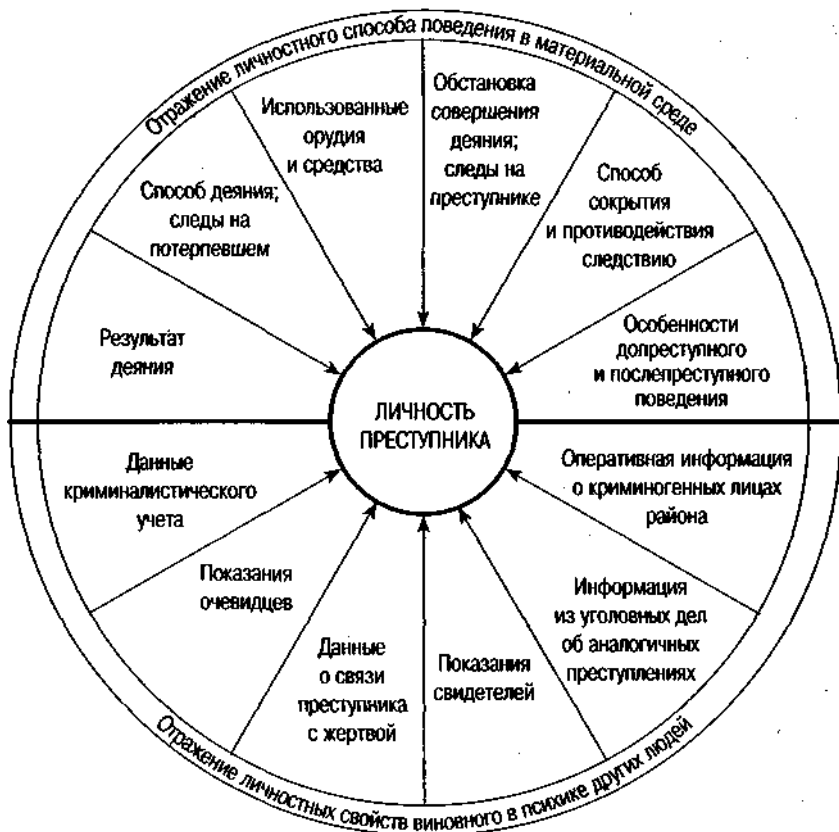 Отражение личностного способа поведения в материальной среде
Результат
деяния
Способ деяния;
следы на
потерпевшем
Использованные
орудия
и средства
Обстановка
совершения
деяния;
следы на
преступнике
Способ
сокрытия
и противодействия
следствию
Особенности
допреступного
и послепреступного
поведения
ЛИЧНОСТЬ
ПРЕСТУПНИКА
Данные
криминалистического
учета
Показания
очевидцев
Данные
о связи
преступника
с жертвой
Показания
свидетелей
Информация
из уголовных дел
об аналогичных
преступлениях
Оперативная информация
о криминогенных лицах
района
Отражение личностных свойств виновного в психике других людей